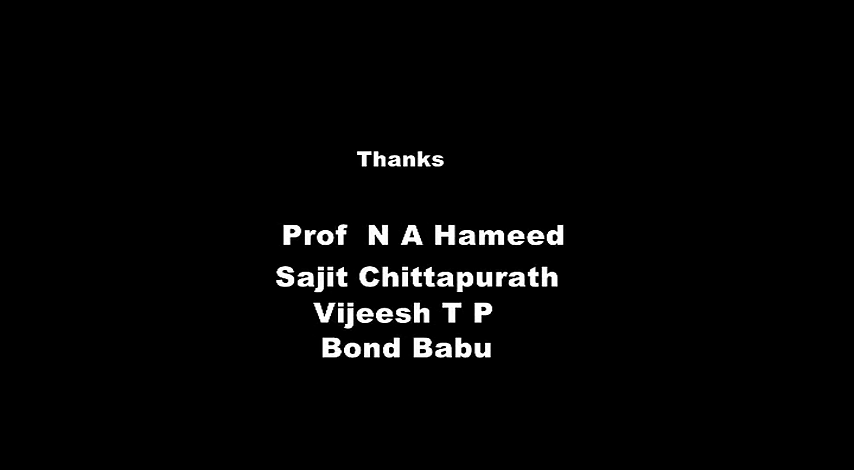 Thanks
Prof N A Hameed
Sajit Chittapurath
Vijeesh T P
Bond Babu